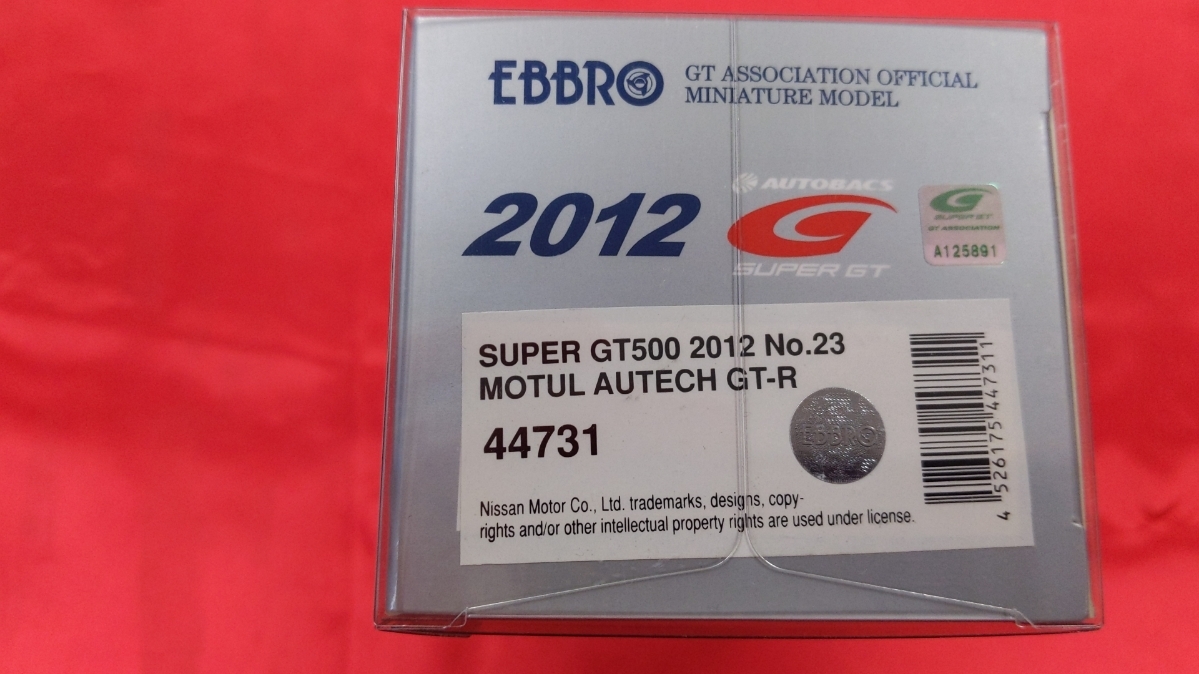 EBBRO
GT ASSOCIATION OFFICIAL
MINIATURE MODEL
2012
AUTOBACS
SUPER GT
SUPER GT
GT ASSOCIATION
A125891
SUPER GT500 2012 No.23
MOTUL AUTECH GT-R
44731
EBBRO
Nissan Motor Co., Ltd. trademarks, designs, copy-
rights and/or other intellectual property rights are used under license.
4 526175 447311